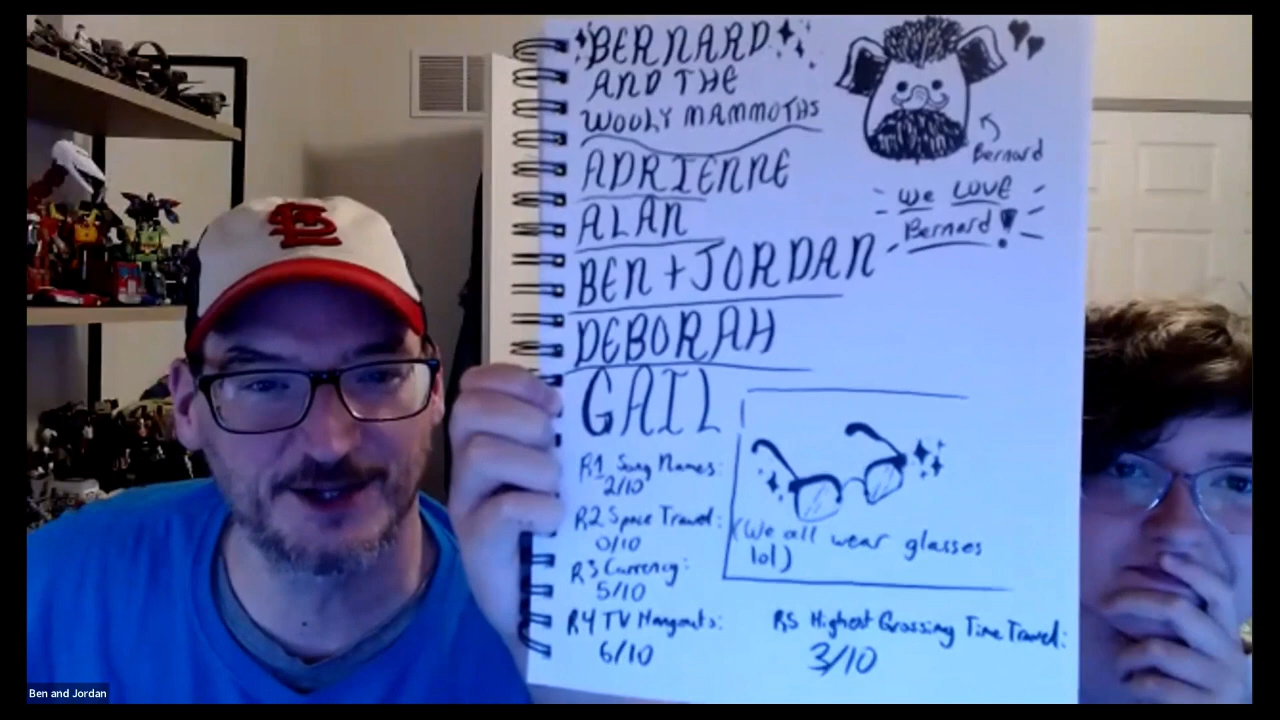 BERNARD
AND THE
WOOLY MAMMOTHS
ADRIENNE
ALAN
BEN + JORDAN
DEBORAH
GAIL
Bernard
We LOVE
Bernard!
R1 Song Names:
2/10
R2 Space Travel:
0/10
R3 Currency:
5/10
R4 TV Hangouts:
6/10
(We all wear glasses
lol)
R5 Highest Grossing Time Travel:
3/10
STL
Ben and Jordan